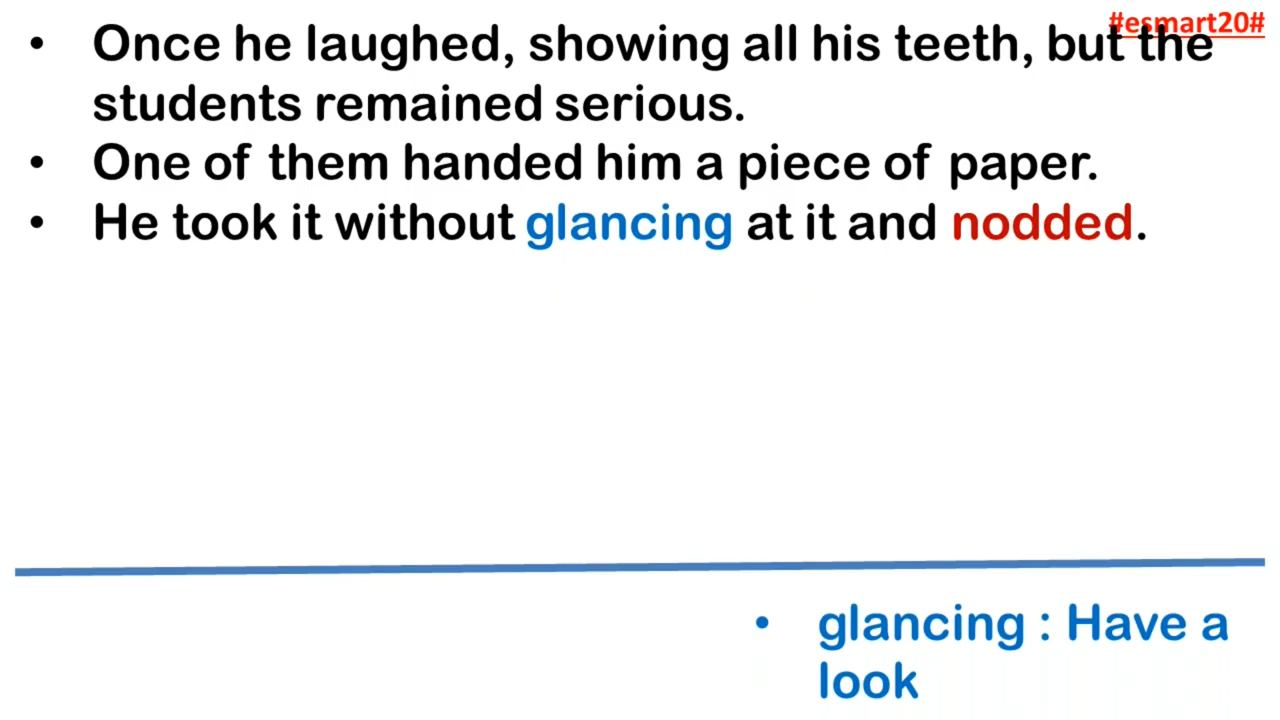 #esmart20#
• Once he laughed, showing all his teeth, but the
students remained serious.
• One of them handed him a piece of paper.
• He took it without glancing at it and nodded.
• glancing : Have a
look